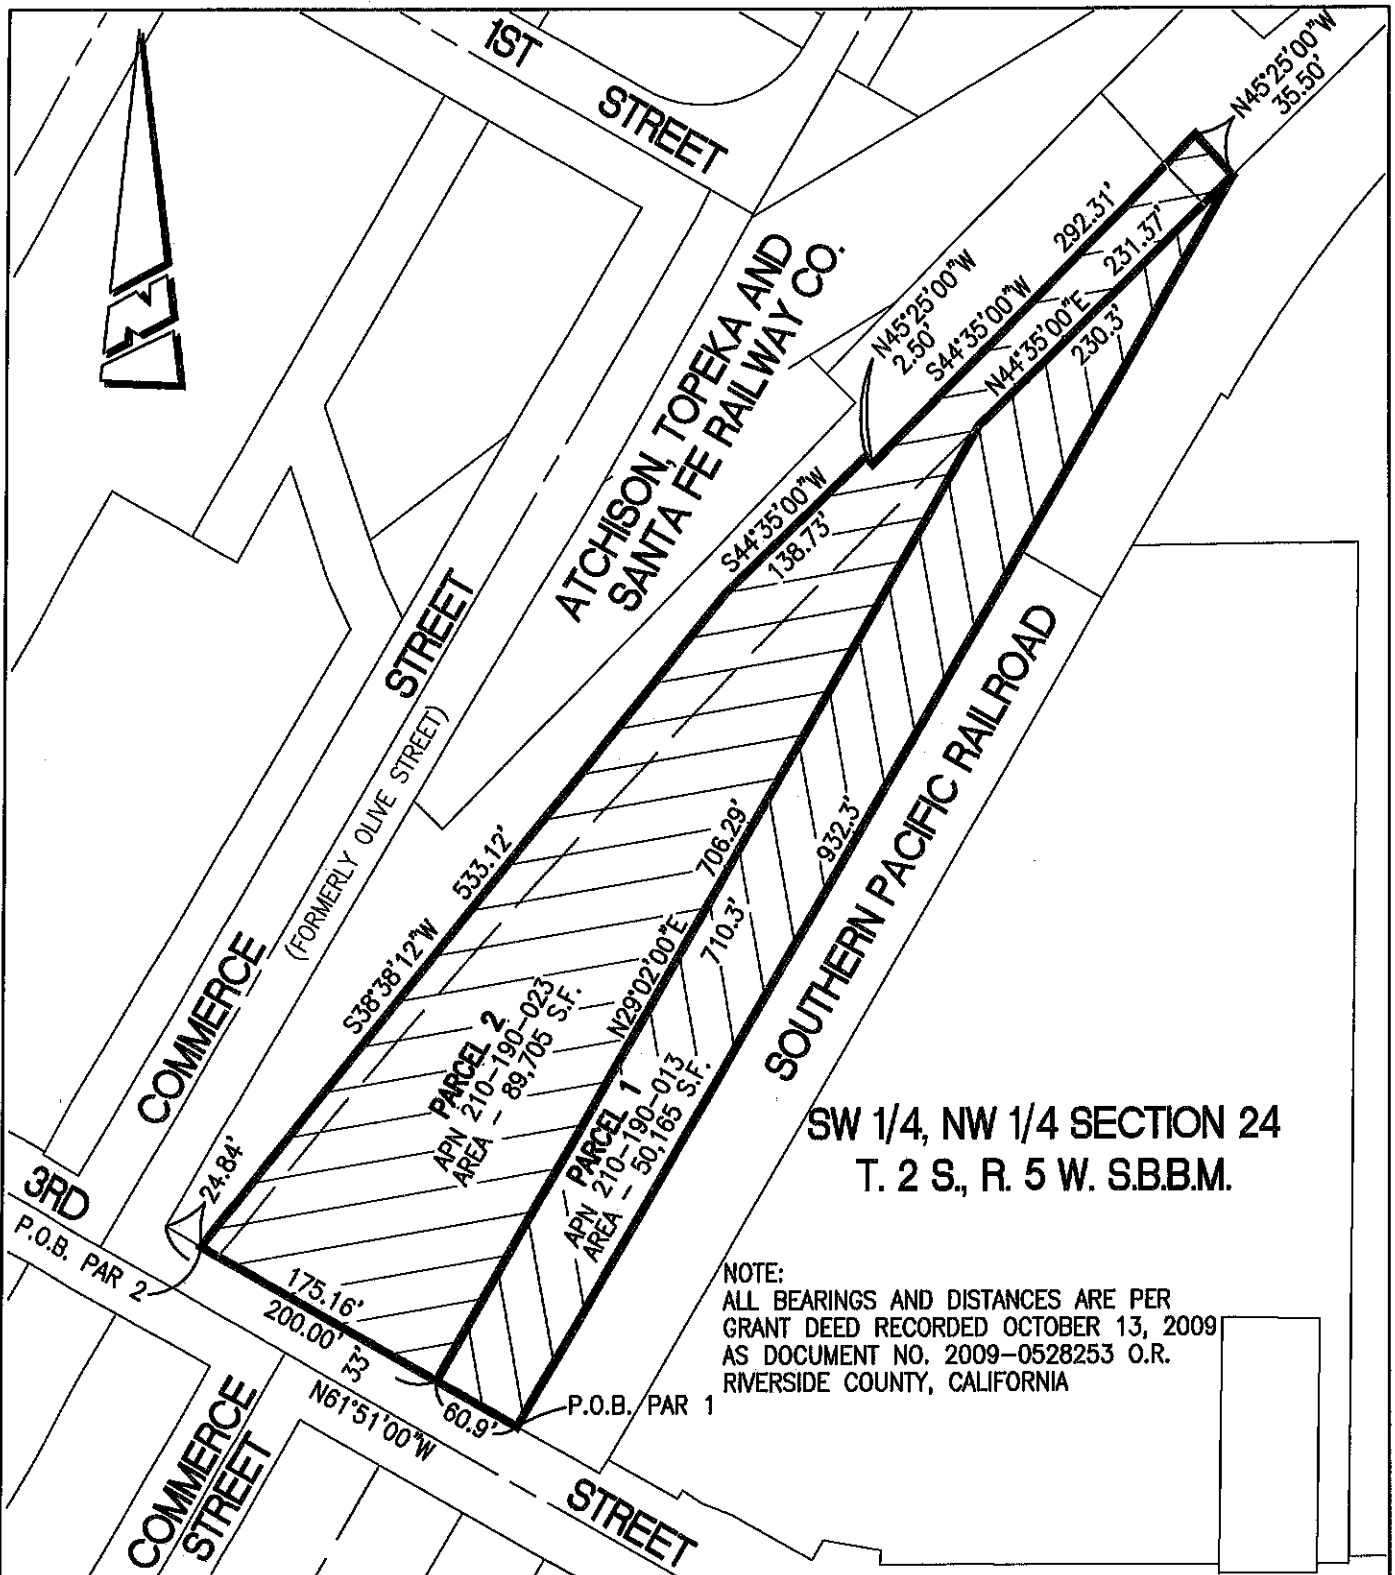 1ST
STREET
N45°25'00"W
35.50'
ATCHISON, TOPEKA AND
SANTA FE RAILWAY CO.
N45°25'00"W
2.50'
S44°35'00"W
292.31'
N44°35'00"E
231.37'
230.3'
S44°35'00"W
138.73'
COMMERCE STREET
(FORMERLY OLIVE STREET)
S38°38'12"W
533.12'
N29°02'00"E
706.29'
710.3'
932.3'
SOUTHERN PACIFIC RAILROAD
PARCEL 2
APN 210-190-023
AREA - 89,705 S.F.
PARCEL 1
APN 210-190-013
AREA - 50,165 S.F.
SW 1/4, NW 1/4 SECTION 24
T. 2 S., R. 5 W. S.B.B.M.
3RD
24.84'
P.O.B. PAR 2
175.16'
200.00'
33'
N61°51'00"W
60.9'
P.O.B. PAR 1
NOTE:
ALL BEARINGS AND DISTANCES ARE PER
GRANT DEED RECORDED OCTOBER 13, 2009
AS DOCUMENT NO. 2009-0528253 O.R.
RIVERSIDE COUNTY, CALIFORNIA
COMMERCE
STREET
STREET